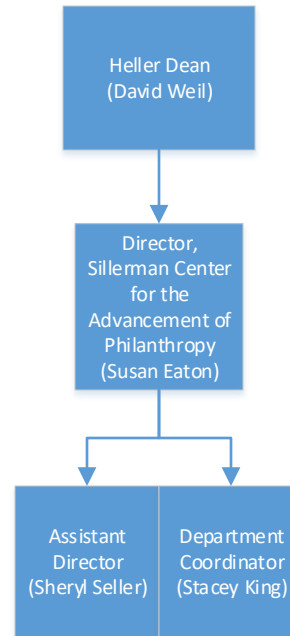 Heller Dean
(David Weil)
Director,
Sillerman Center
for the
Advancement of
Philanthropy
(Susan Eaton)
Assistant
Director
(Sheryl Seller)
Department
Coordinator
(Stacey King)